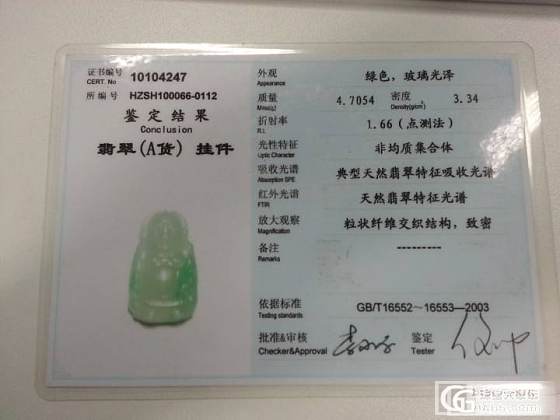 证书编号 10104247
CERT. No
所编号 HZSH100066-0112
鉴定结果
Conclusion
翡翠(A货)挂件
外观 绿色，玻璃光泽
Appearance
质量 4.7054 密度 3.34
Mass(g) Density(g/cm³)
折射率 1.66(点测法)
R.I.
光性特征 非均质集合体
Optic Character
吸收光谱 典型天然翡翠特征吸收光谱
Absorption SPE
红外光谱 天然翡翠特征光谱
FTIR
放大观察 粒状纤维交织结构，致密
Magnification
备注 ---------
Remarks
依据标准 GB/T16552~16553—2003
Testing standards
批准&审核 鉴定
Checker&Approval Tester